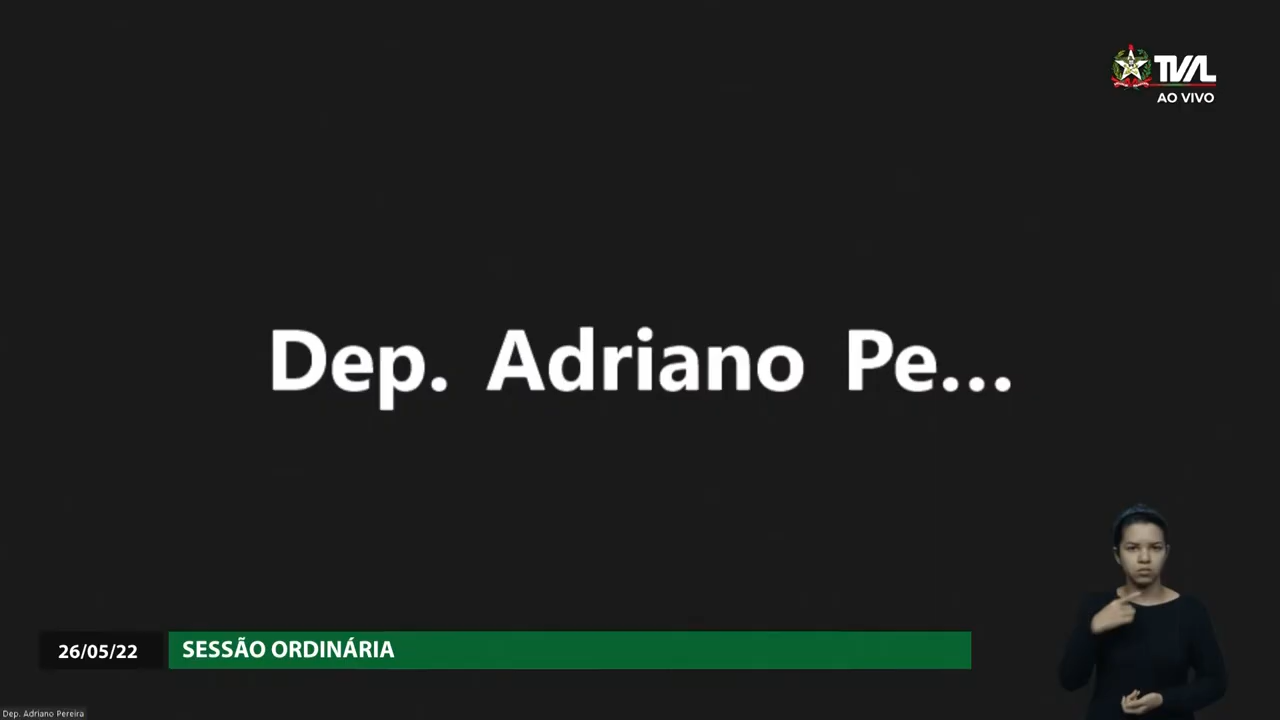 TVAL
AO VIVO
Dep. Adriano Pe...
26/05/22
SESSÃO ORDINÁRIA
Dep. Adriano Pereira